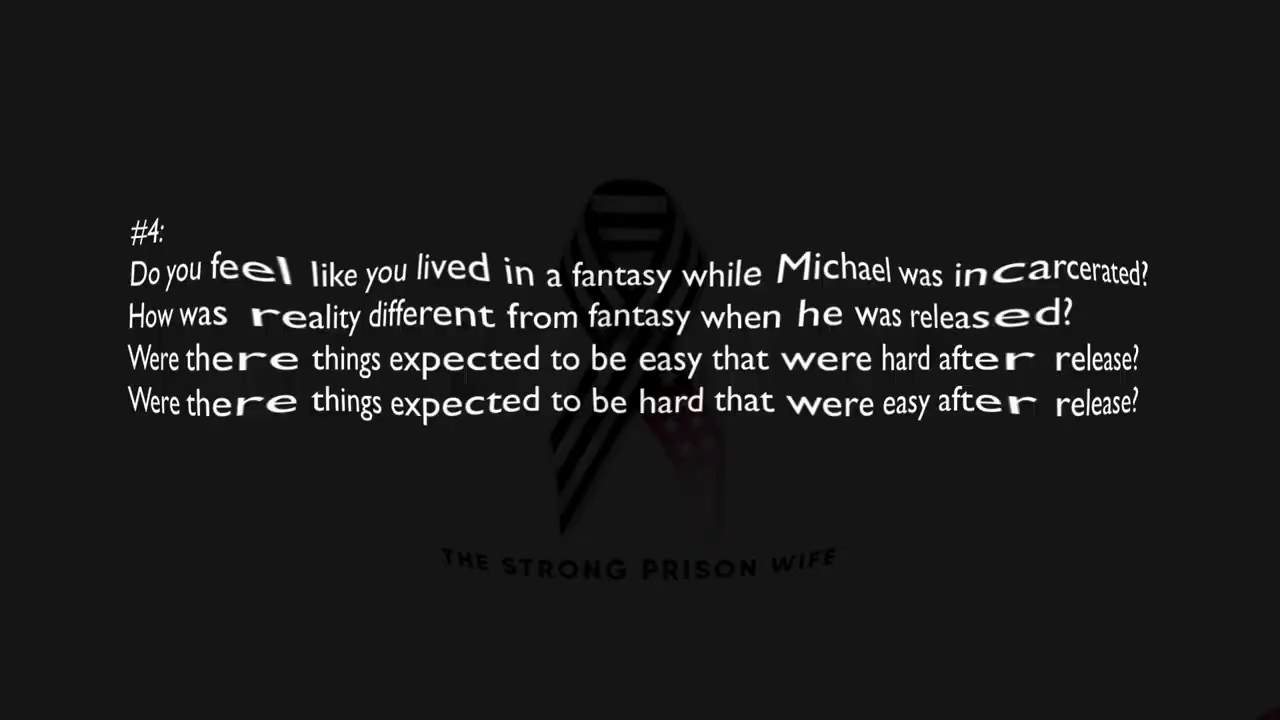 #4:
Do you feel like you lived in a fantasy while Michael was incarcerated?
How was reality different from fantasy when he was released?
Were there things expected to be easy that were hard after release?
Were there things expected to be hard that were easy after release?
THE STRONG PRISON WIFE